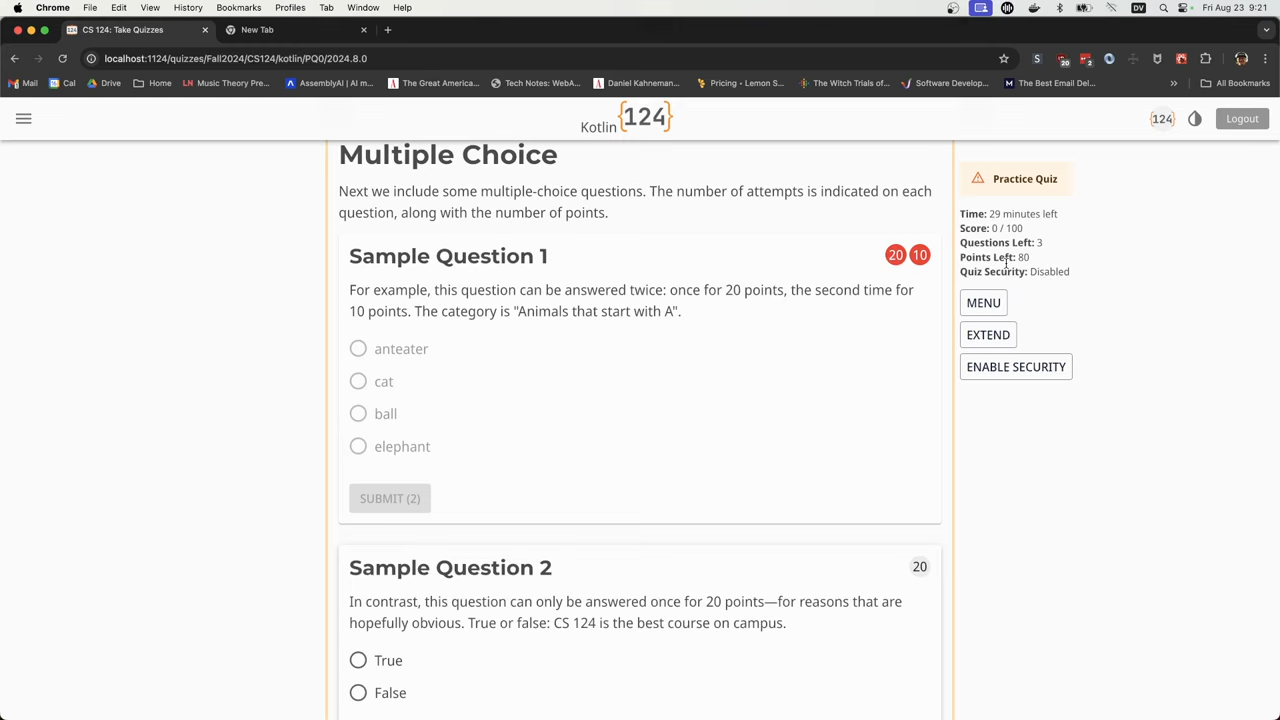 Chrome File Edit View History Bookmarks Profiles Tab Window Help DV Fri Aug 23 9:21
CS 124: Take Quizzes New Tab
localhost:1124/quizzes/Fall2024/CS124/kotlin/PQ0/2024.8.0 20 2
Mail Cal Drive Home Music Theory Pre... AssemblyAI | AI m... The Great America... Tech Notes: WebA... Daniel Kahneman... Pricing • Lemon S... The Witch Trials of... Software Develop... The Best Email Del... » All Bookmarks
Kotlin {124} {124} Logout
Multiple Choice
Next we include some multiple-choice questions. The number of attempts is indicated on each
question, along with the number of points.
Sample Question 1 20 10
For example, this question can be answered twice: once for 20 points, the second time for
10 points. The category is "Animals that start with A".
anteater
cat
ball
elephant
SUBMIT (2)
Sample Question 2 20
In contrast, this question can only be answered once for 20 points—for reasons that are
hopefully obvious. True or false: CS 124 is the best course on campus.
True
False
Practice Quiz
Time: 29 minutes left
Score: 0 / 100
Questions Left: 3
Points Left: 80
Quiz Security: Disabled
MENU
EXTEND
ENABLE SECURITY